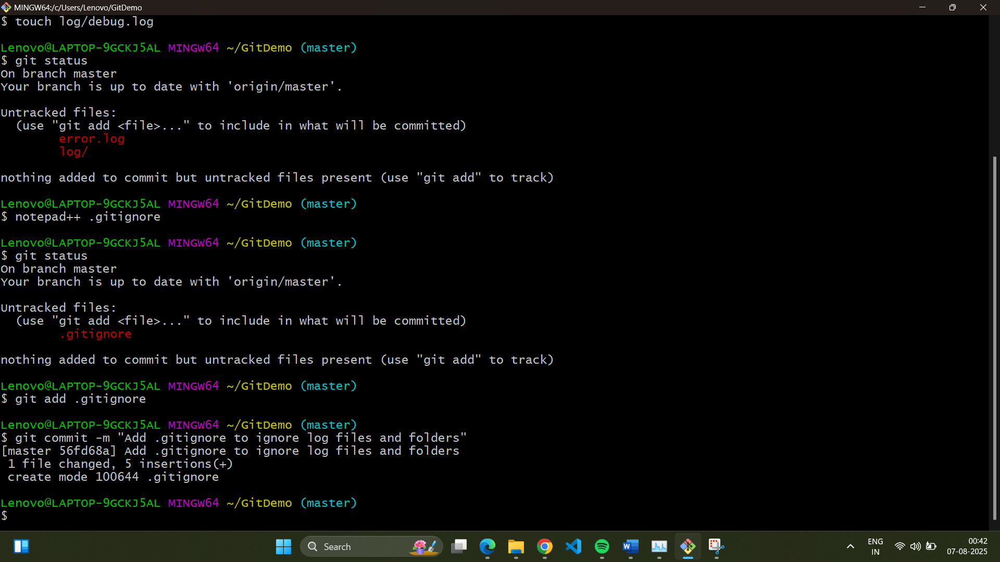 MINGW64:/c/Users/Lenovo/GitDemo
$ touch log/debug.log
Lenovo@LAPTOP-9GCKJ5AL MINGW64 ~/GitDemo (master)
$ git status
On branch master
Your branch is up to date with 'origin/master'.
Untracked files:
  (use "git add <file>..." to include in what will be committed)
        error.log
        log/
nothing added to commit but untracked files present (use "git add" to track)
Lenovo@LAPTOP-9GCKJ5AL MINGW64 ~/GitDemo (master)
$ notepad++ .gitignore
Lenovo@LAPTOP-9GCKJ5AL MINGW64 ~/GitDemo (master)
$ git status
On branch master
Your branch is up to date with 'origin/master'.
Untracked files:
  (use "git add <file>..." to include in what will be committed)
        .gitignore
nothing added to commit but untracked files present (use "git add" to track)
Lenovo@LAPTOP-9GCKJ5AL MINGW64 ~/GitDemo (master)
$ git add .gitignore
Lenovo@LAPTOP-9GCKJ5AL MINGW64 ~/GitDemo (master)
$ git commit -m "Add .gitignore to ignore log files and folders"
[master 56fd68a] Add .gitignore to ignore log files and folders
 1 file changed, 5 insertions(+)
 create mode 100644 .gitignore
Lenovo@LAPTOP-9GCKJ5AL MINGW64 ~/GitDemo (master)
$
Search
ENG
IN
00:42
07-08-2025